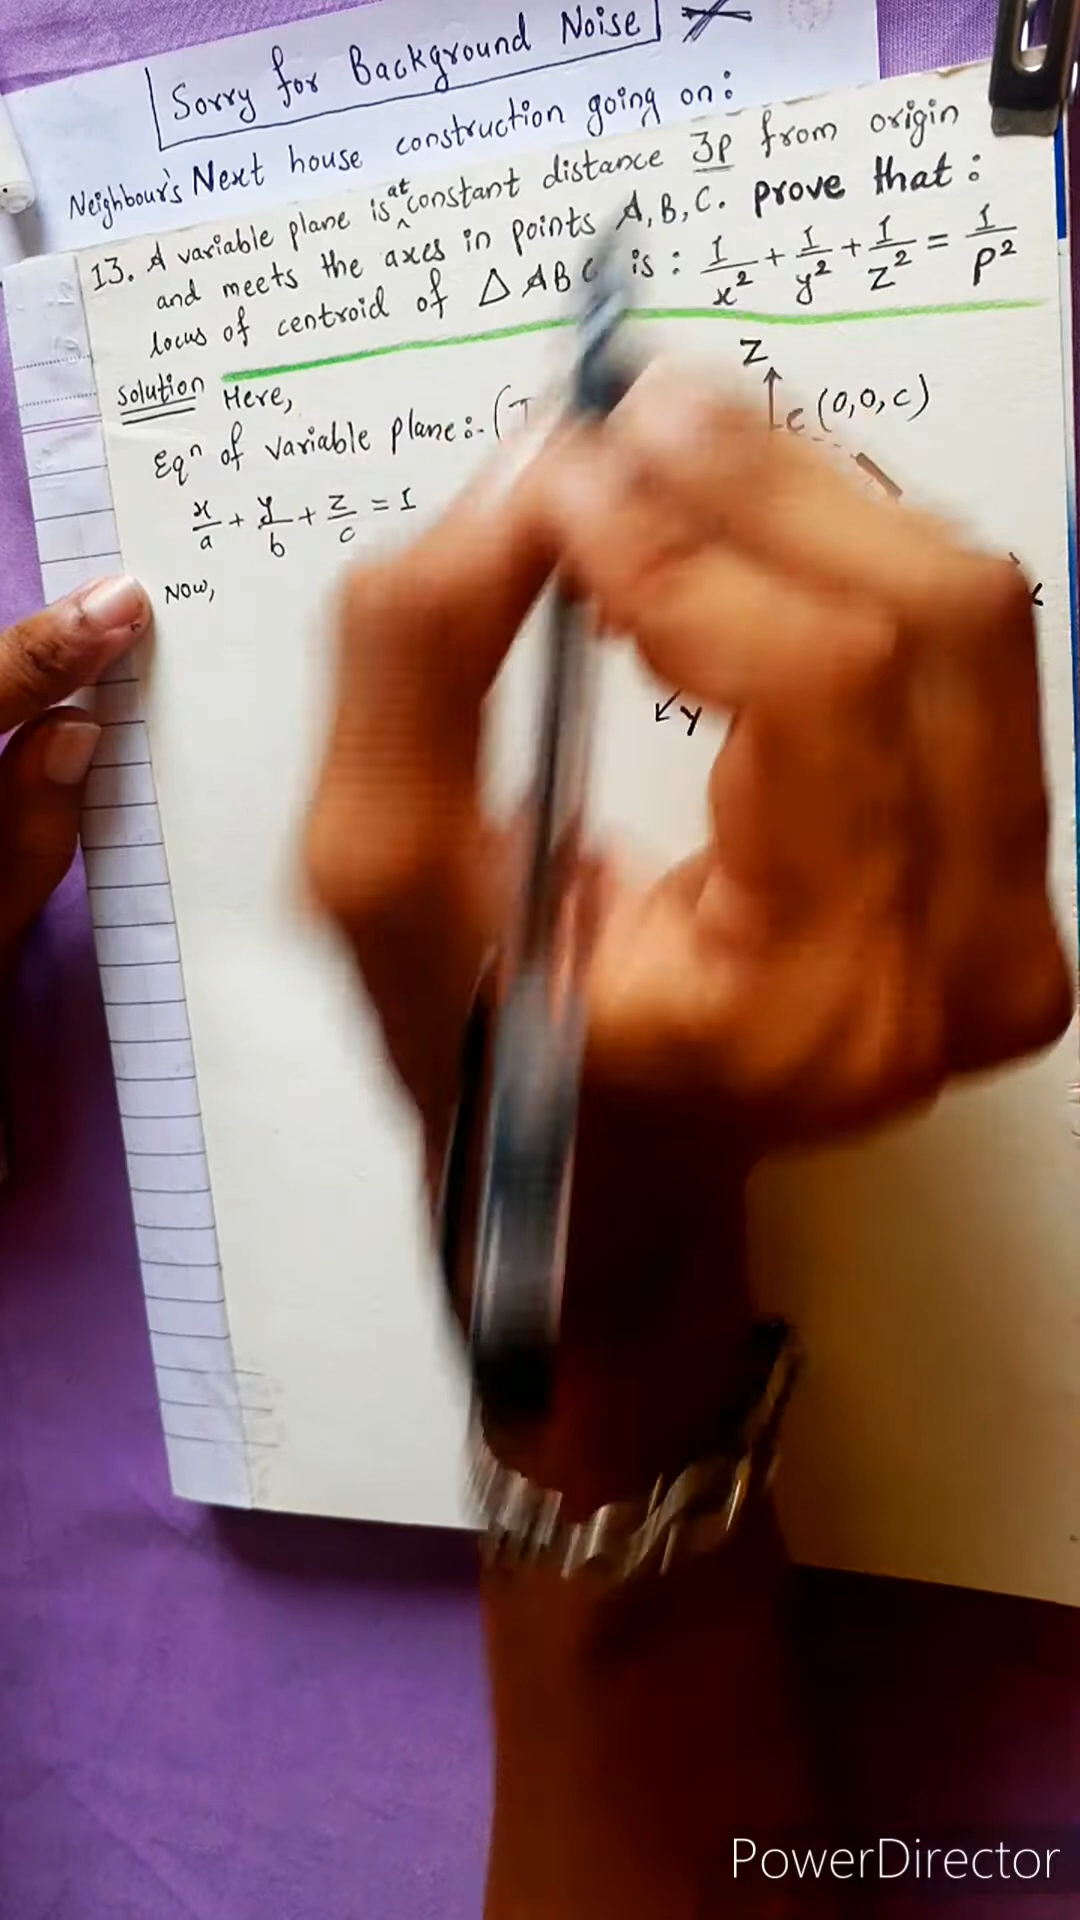 Sorry for Background Noise
Neighbour's Next house construction going on:
13. A variable plane is at constant distance 3p from origin
and meets the axes in points A, B, C. prove that:
locus of centroid of △ABC is: 1/x² + 1/y² + 1/z² = 1/p²
Solution Here,
Eqⁿ of variable plane:- (
x/a + y/b + z/c = 1
Now,
Z
C (0,0,c)
X
Y
PowerDirector